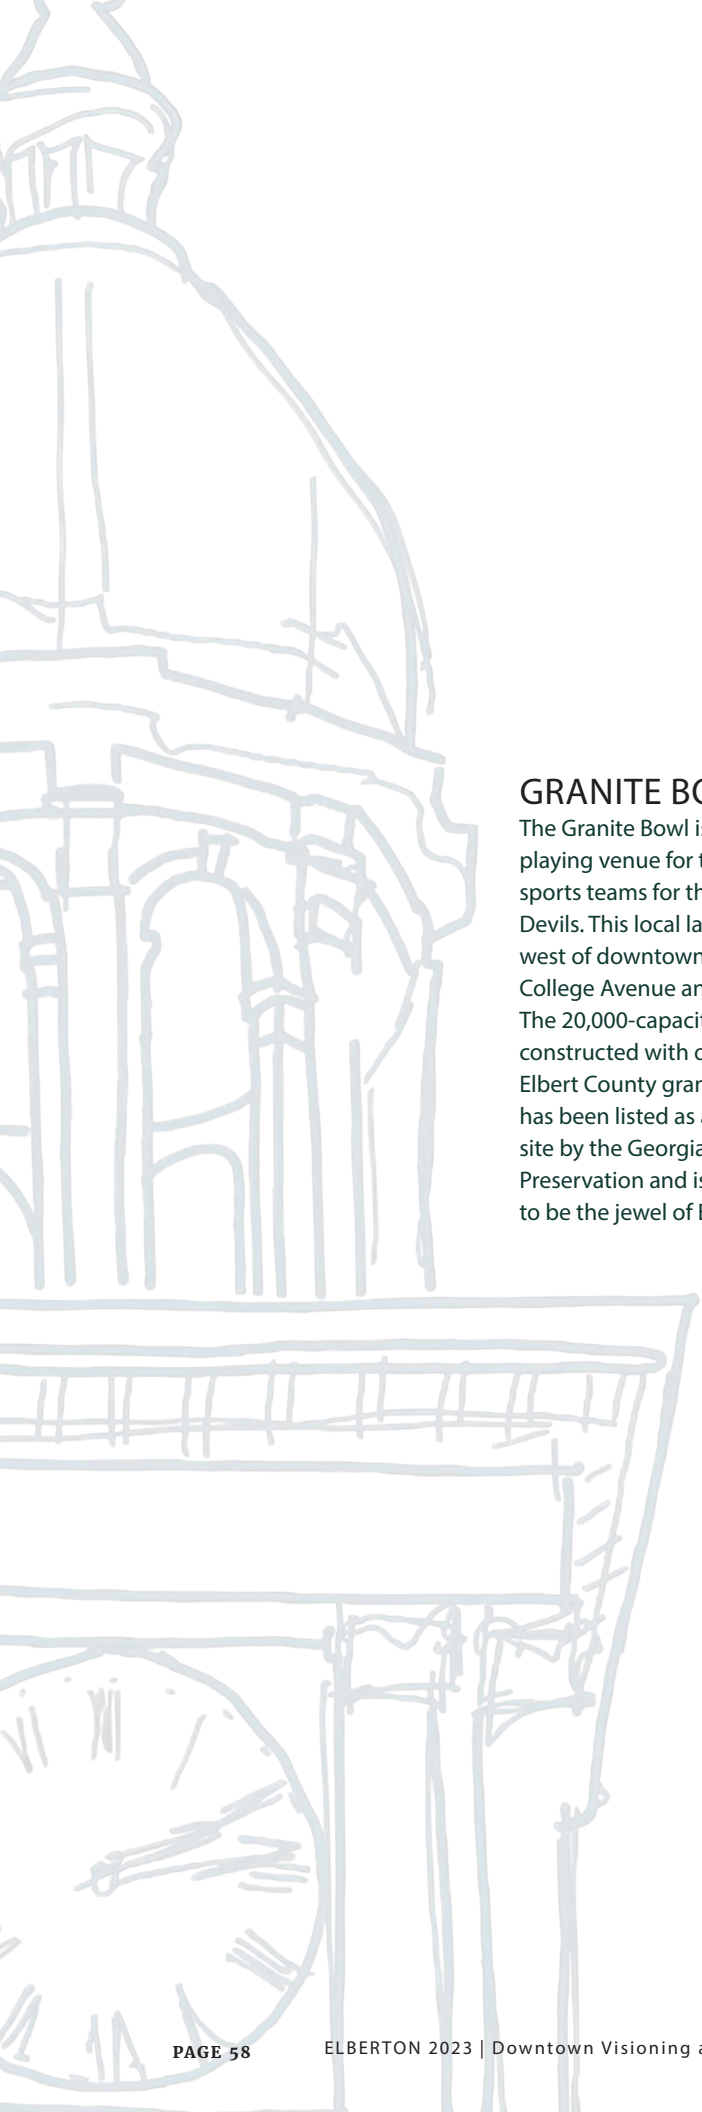 GRANITE BO
The Granite Bowl is
playing venue for t
sports teams for th
Devils. This local la
west of downtown
College Avenue an
The 20,000-capacit
constructed with o
Elbert County gran
has been listed as a
site by the Georgia
Preservation and is
to be the jewel of E
PAGE 58 ELBERTON 2023 | Downtown Visioning a